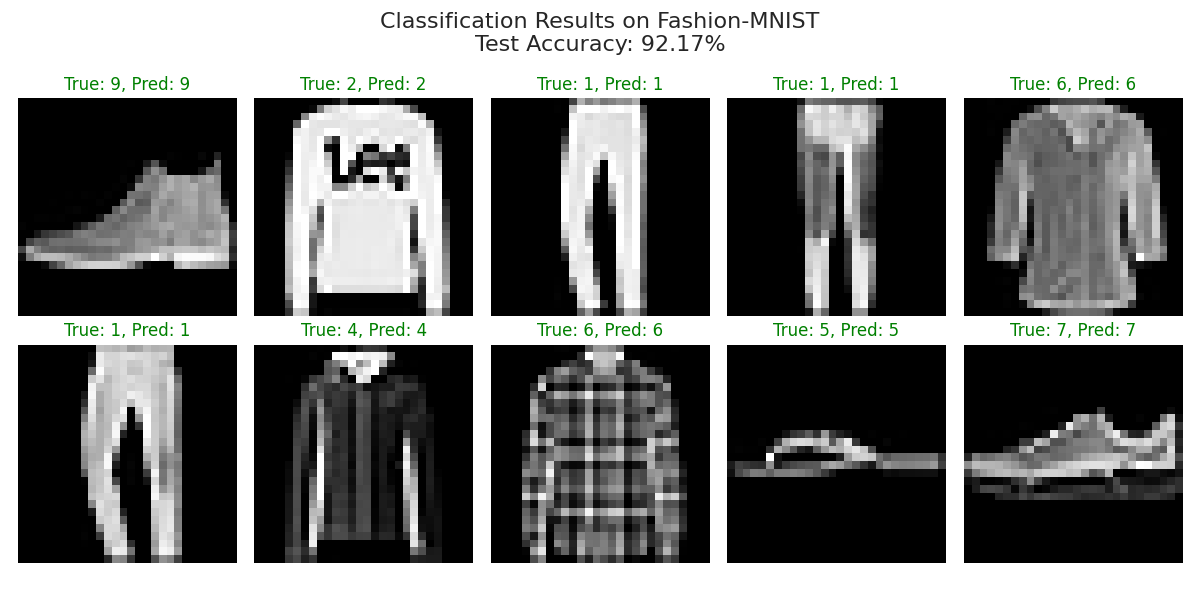 Classification Results on Fashion-MNIST
Test Accuracy: 92.17%
True: 9, Pred: 9
True: 2, Pred: 2
True: 1, Pred: 1
True: 1, Pred: 1
True: 6, Pred: 6
Lee
True: 1, Pred: 1
True: 4, Pred: 4
True: 6, Pred: 6
True: 5, Pred: 5
True: 7, Pred: 7